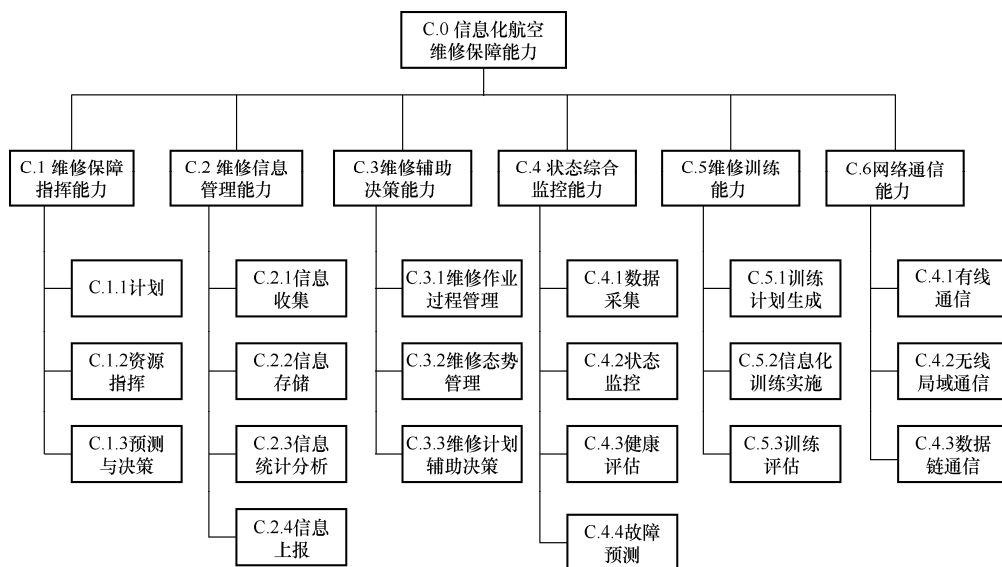 C.0 信息化航空
维修保障能力
C.1 维修保障
指挥能力
C.2 维修信息
管理能力
C.3维修辅助
决策能力
C.4 状态综合
监控能力
C.5维修训练
能力
C.6网络通信
能力
C.1.1计划
C.1.2资源
指挥
C.1.3预测
与决策
C.2.1信息
收集
C.2.2信息
存储
C.2.3信息
统计分析
C.2.4信息
上报
C.3.1维修作业
过程管理
C.3.2维修态势
管理
C.3.3维修计划
辅助决策
C.4.1数据
采集
C.4.2状态
监控
C.4.3健康
评估
C.4.4故障
预测
C.5.1训练
计划生成
C.5.2信息化
训练实施
C.5.3训练
评估
C.4.1有线
通信
C.4.2无线
局域通信
C.4.3数据
链通信